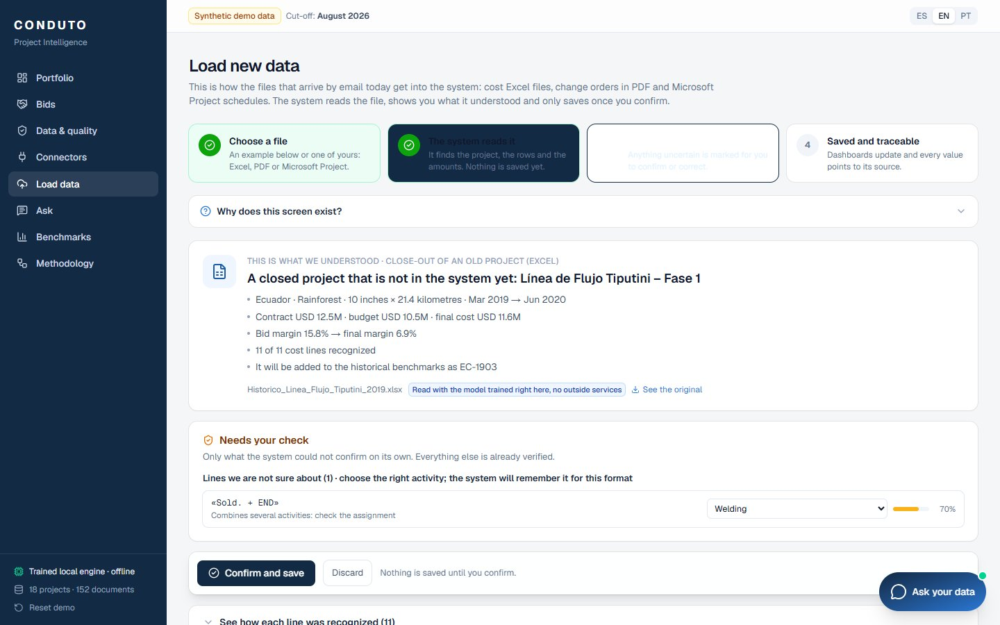 CONDUTO
Project Intelligence
Portfolio
Bids
Data & quality
Connectors
Load data
Ask
Benchmarks
Methodology
Trained local engine · offline
18 projects · 152 documents
Reset demo
Synthetic demo data
Cut-off: August 2026
ES
EN
PT
Load new data
This is how the files that arrive by email today get into the system: cost Excel files, change orders in PDF and Microsoft
Project schedules. The system reads the file, shows you what it understood and only saves once you confirm.
Choose a file
An example below or one of yours:
Excel, PDF or Microsoft Project.
The system reads it
It finds the project, the rows and the
amounts. Nothing is saved yet.
Anything uncertain is marked for you
to confirm or correct.
4
Saved and traceable
Dashboards update and every value
points to its source.
Why does this screen exist?
THIS IS WHAT WE UNDERSTOOD · CLOSE-OUT OF AN OLD PROJECT (EXCEL)
A closed project that is not in the system yet: Línea de Flujo Tiputini – Fase 1
• Ecuador · Rainforest · 10 inches × 21.4 kilometres · Mar 2019 → Jun 2020
• Contract USD 12.5M · budget USD 10.5M · final cost USD 11.6M
• Bid margin 15.8% → final margin 6.9%
• 11 of 11 cost lines recognized
• It will be added to the historical benchmarks as EC-1903
Historico_Linea_Flujo_Tiputini_2019.xlsx
Read with the model trained right here, no outside services
See the original
Needs your check
Only what the system could not confirm on its own. Everything else is already verified.
Lines we are not sure about (1) · choose the right activity; the system will remember it for this format
«Sold. + END»
Combines several activities: check the assignment
Welding
70%
Confirm and save
Discard
Nothing is saved until you confirm.
Ask your data
See how each line was recognized (11)